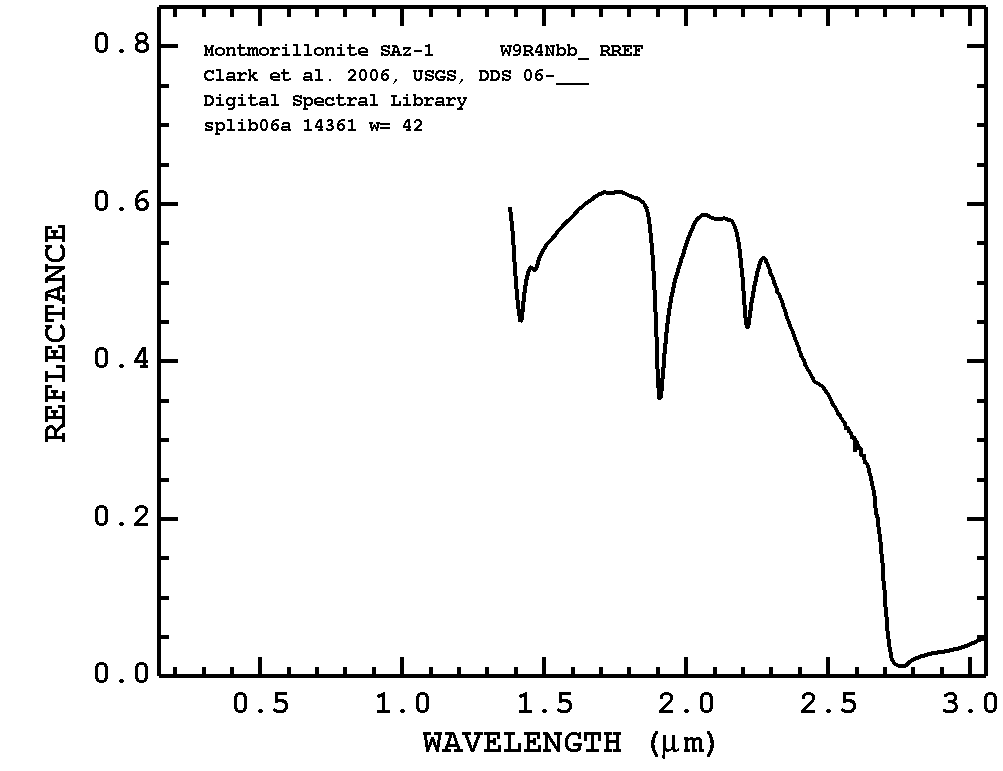 Montmorillonite SAz-1 W9R4Nbb_ RREF
Clark et al. 2006, USGS, DDS 06-___
Digital Spectral Library
splib06a 14361 w= 42
0.8
0.6
0.4
0.2
0.0
REFLECTANCE
0.5 1.0 1.5 2.0 2.5 3.0
WAVELENGTH (μm)